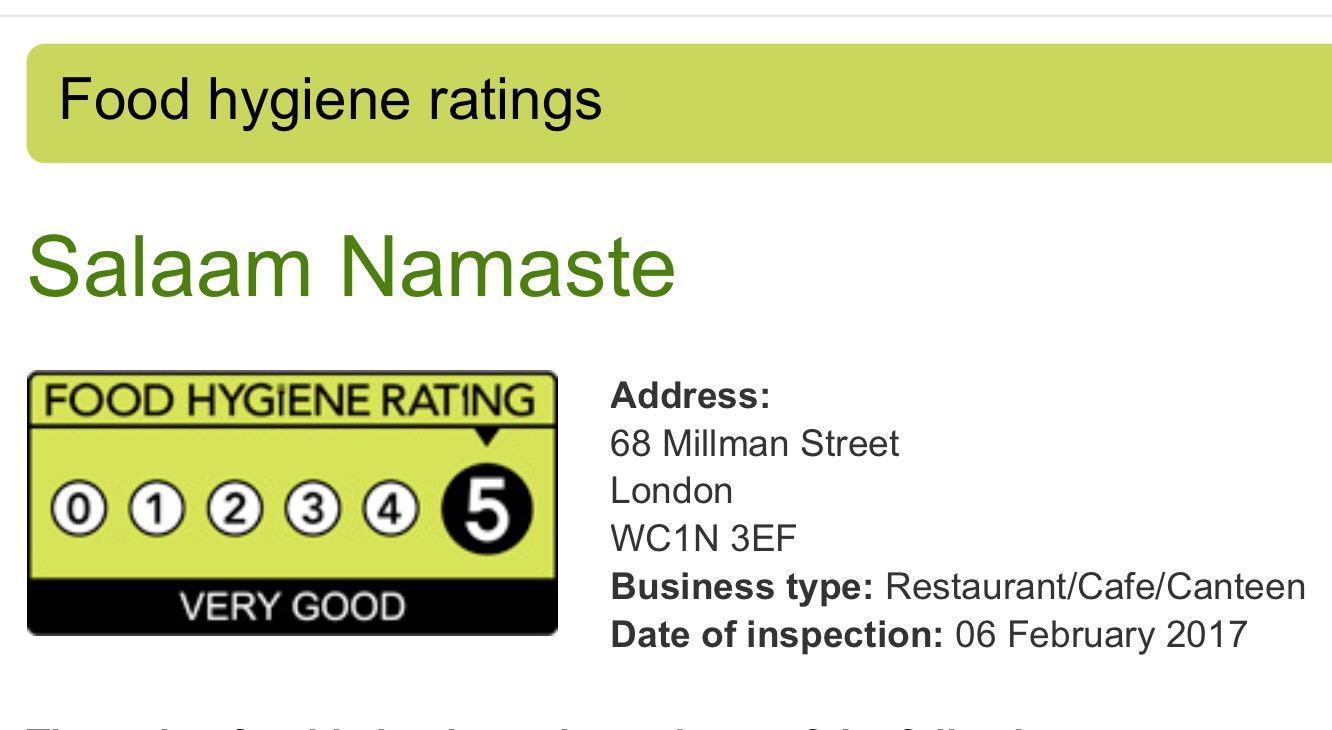 Food hygiene ratings
Salaam Namaste
FOOD HYGIENE RATING
0 1 2 3 4 5
VERY GOOD
Address:
68 Millman Street
London
WC1N 3EF
Business type: Restaurant/Cafe/Canteen
Date of inspection: 06 February 2017